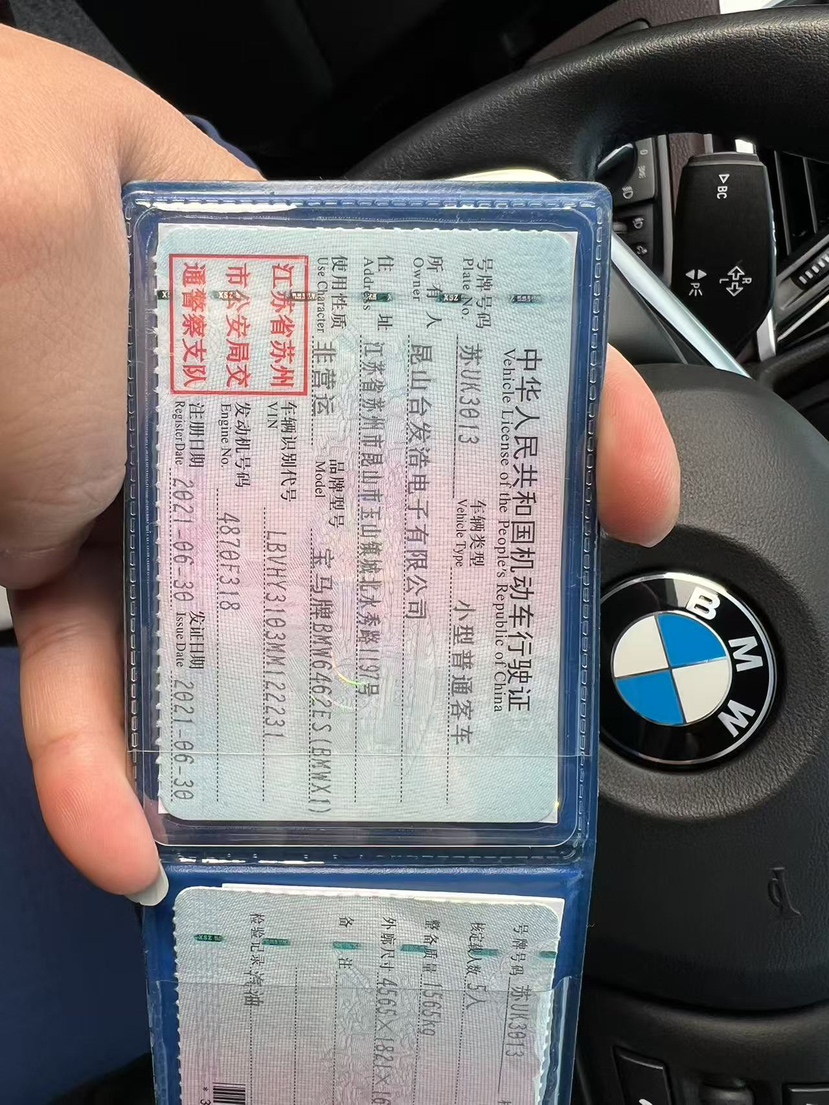 中华人民共和国机动车行驶证
Vehicle License of the People's Republic of China
号牌号码 苏UK3013 车辆类型 小型普通客车
Plate No. Vehicle Type
所有人 昆山台发浩电子有限公司
Owner
住址 江苏省苏州市昆山市玉山镇城北水秀路1197号
Address
使用性质 非营运 品牌型号 宝马牌BMW6462ES(BMWX1)
Use Character Model
江苏省苏州
市公安局交
通警察支队
车辆识别代号 LBVHY3103MM122231
VIN
发动机号码 4870F318
Engine No.
注册日期 2021-06-30 发证日期 2021-06-30
Register Date Issue Date
号牌号码 苏UK3013
核定载人数 5人
整备质量 1565kg
外廓尺寸 4565×1821×16
备注
检验记录 汽油
BMW
BC
R
L
P